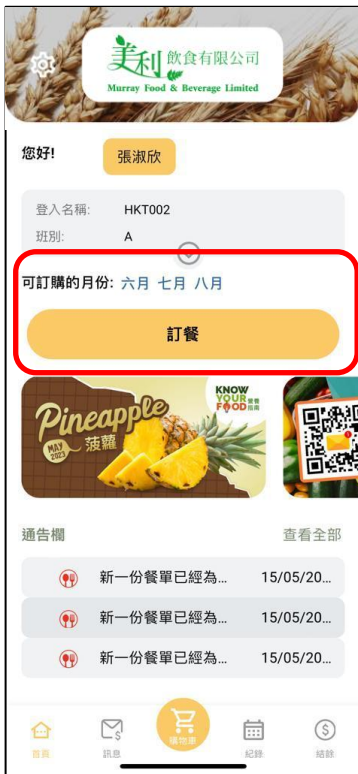 美利飲食有限公司
Murray Food & Beverage Limited
您好!
張淑欣
登入名稱: HKT002
班別: A
可訂購的月份: 六月 七月 八月
訂餐
Pineapple
MAY 2023
菠蘿
KNOW
YOUR 營養
FOOD 指南
通告欄 查看全部
新一份餐單已經為... 15/05/20...
新一份餐單已經為... 15/05/20...
新一份餐單已經為... 15/05/20...
首頁 訊息 購物車 紀錄 結餘